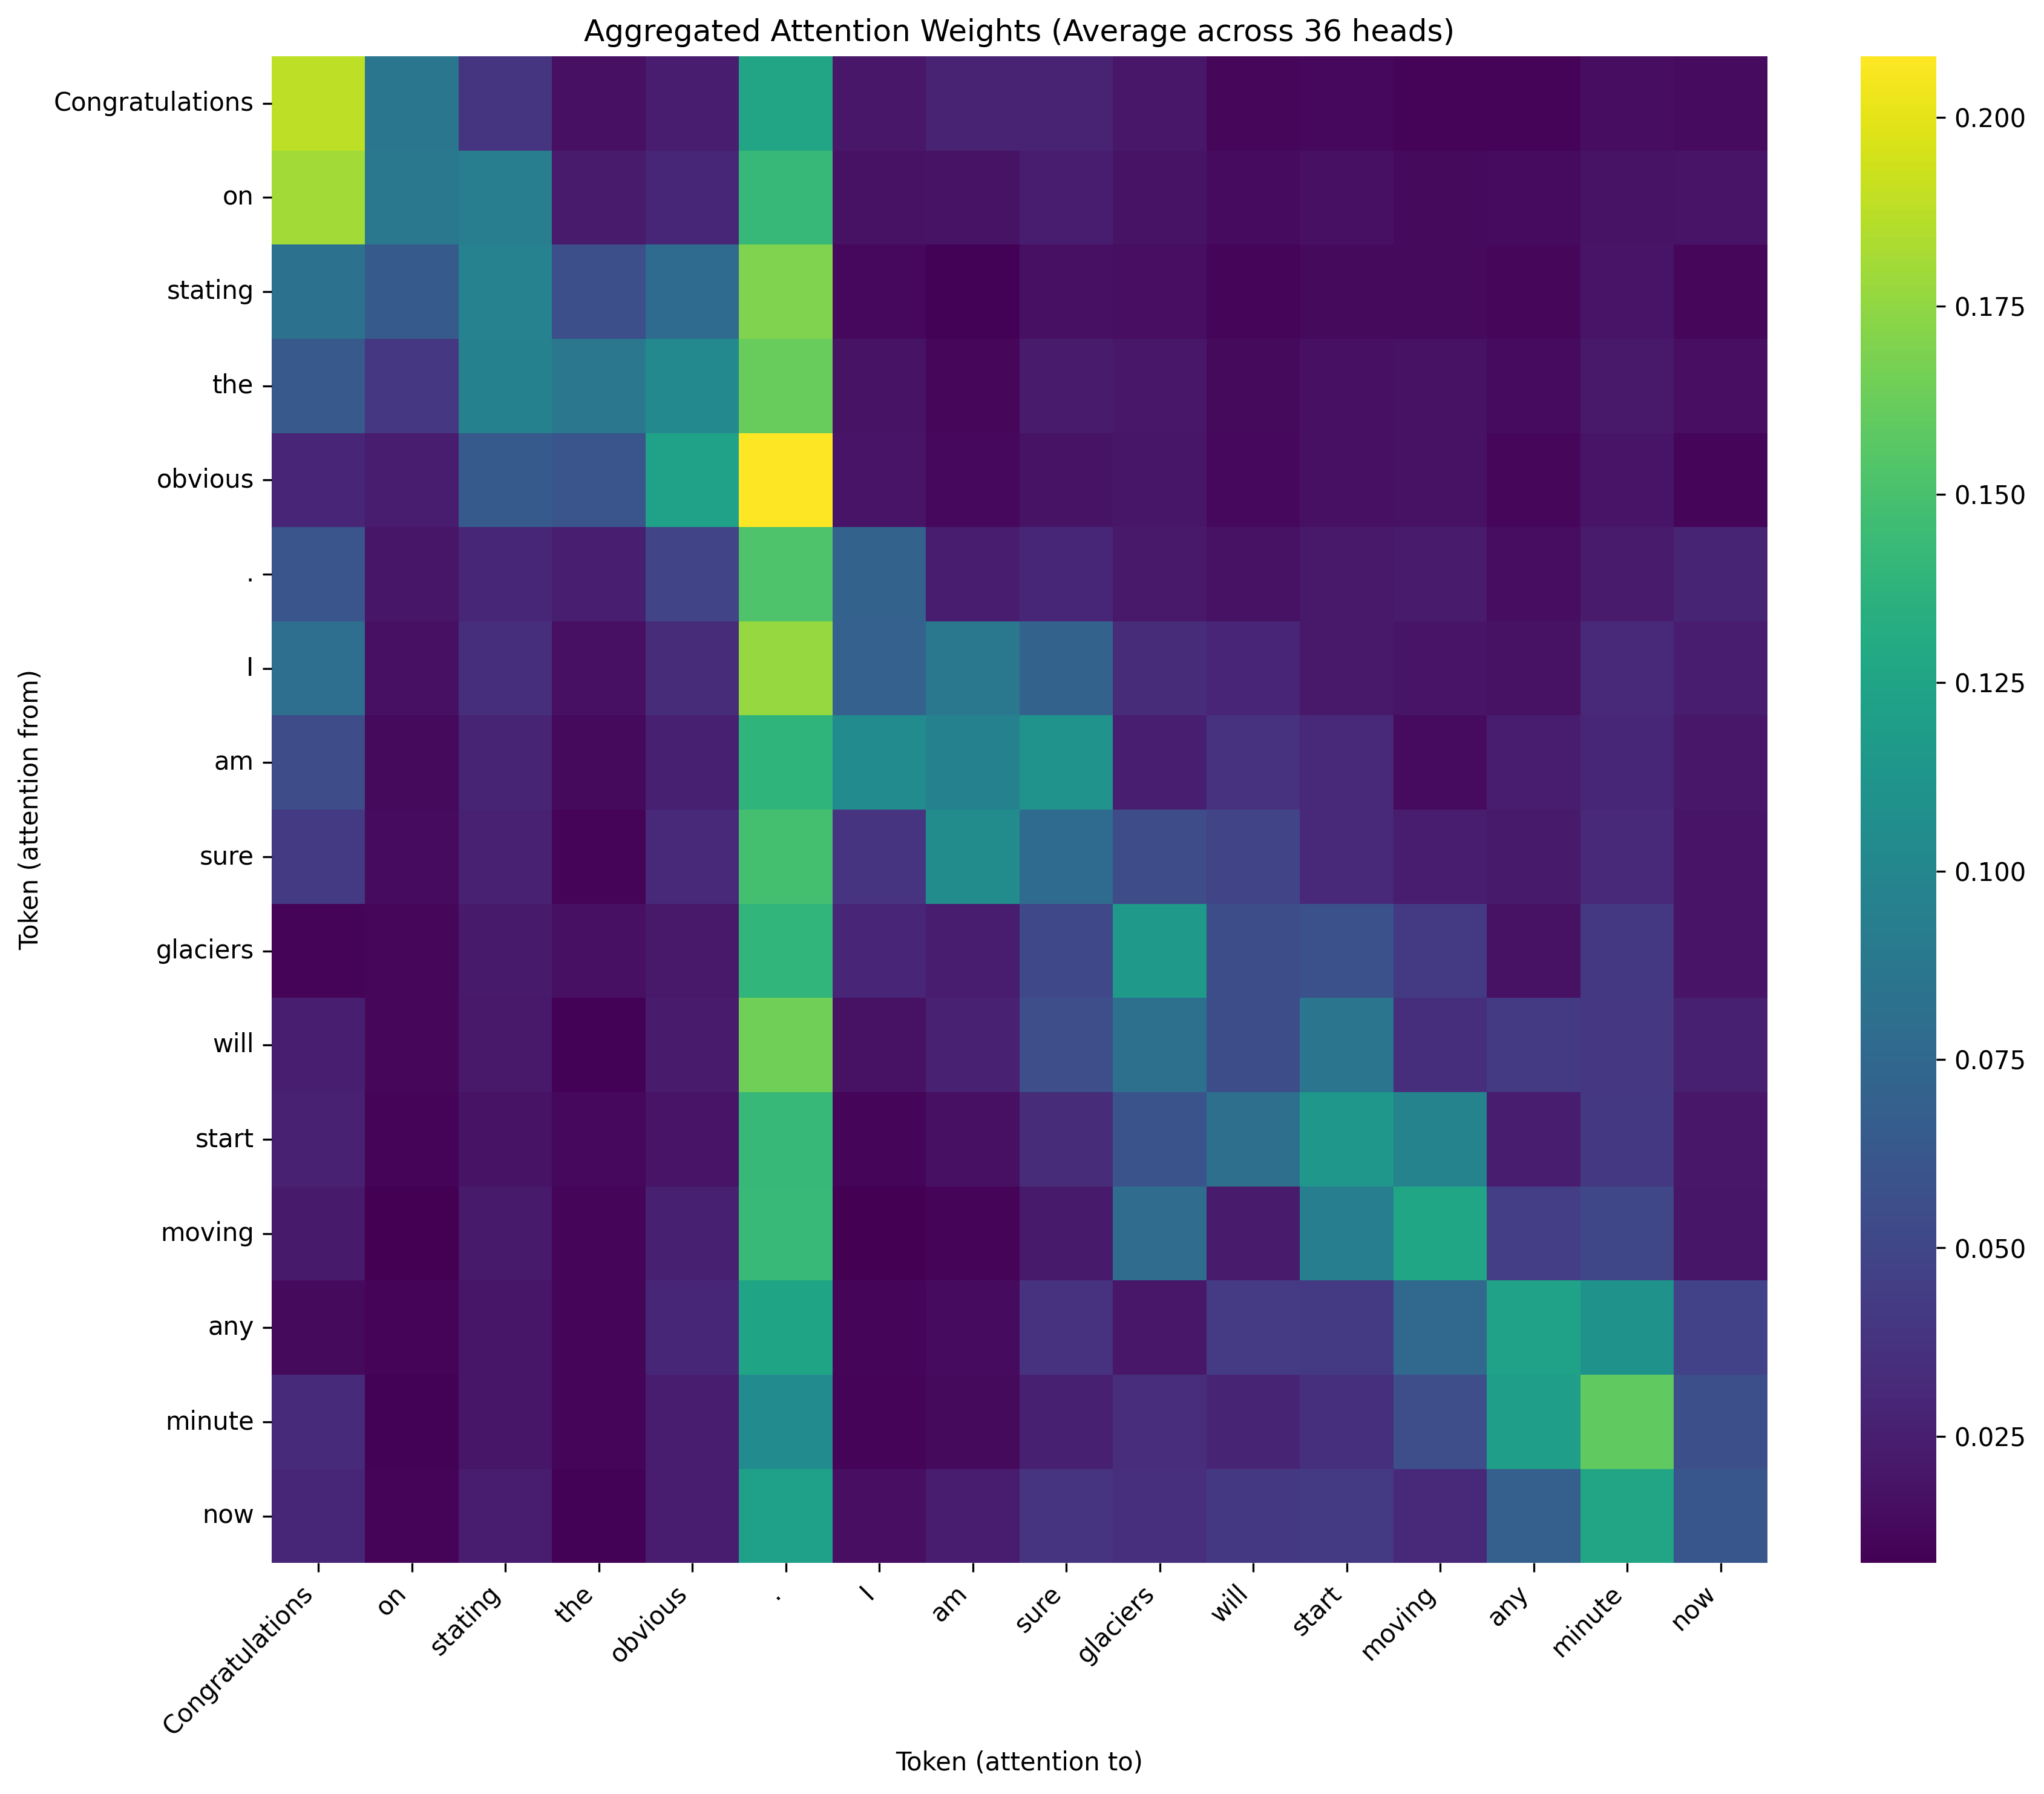 Aggregated Attention Weights (Average across 36 heads)
Token (attention from)
Congratulations
on
stating
the
obvious
.
I
am
sure
glaciers
will
start
moving
any
minute
now
Congratulations
on
stating
the
obvious
.
I
am
sure
glaciers
will
start
moving
any
minute
now
Token (attention to)
0.200
0.175
0.150
0.125
0.100
0.075
0.050
0.025